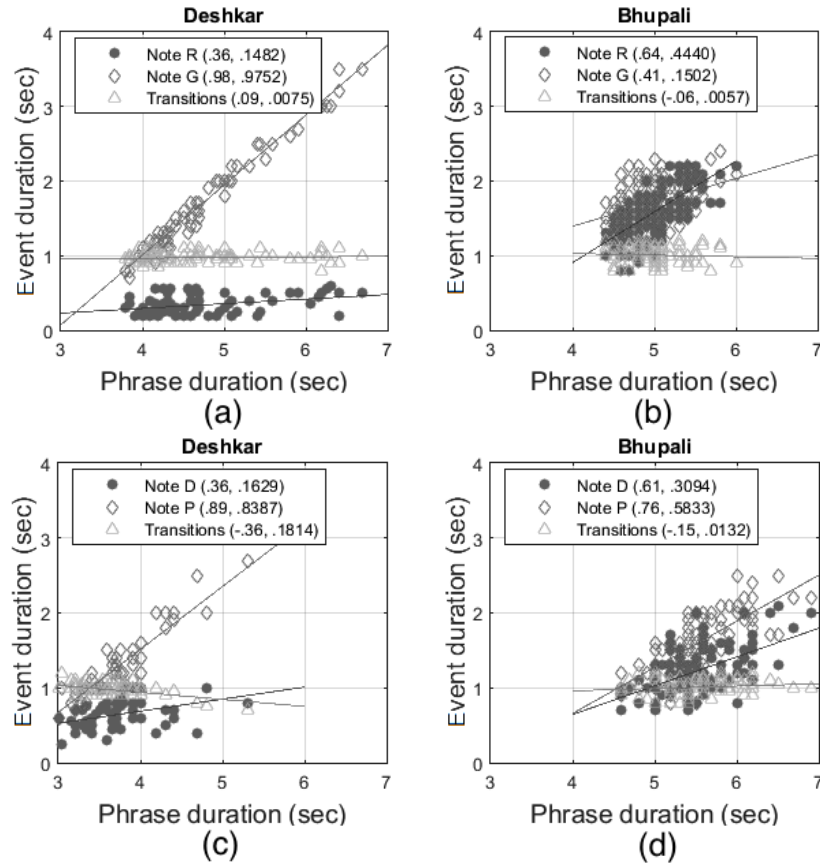 Deshkar
Event duration (sec)
4
3
2
1
0
Note R (.36, .1482)
Note G (.98, .9752)
Transitions (.09, .0075)
3 4 5 6 7
Phrase duration (sec)
(a)
Bhupali
Event duration (sec)
4
3
2
1
0
Note R (.64, .4440)
Note G (.41, .1502)
Transitions (-.06, .0057)
3 4 5 6 7
Phrase duration (sec)
(b)
Deshkar
Event duration (sec)
4
3
2
1
0
Note D (.36, .1629)
Note P (.89, .8387)
Transitions (-.36, .1814)
3 4 5 6 7
Phrase duration (sec)
(c)
Bhupali
Event duration (sec)
4
3
2
1
0
Note D (.61, .3094)
Note P (.76, .5833)
Transitions (-.15, .0132)
3 4 5 6 7
Phrase duration (sec)
(d)